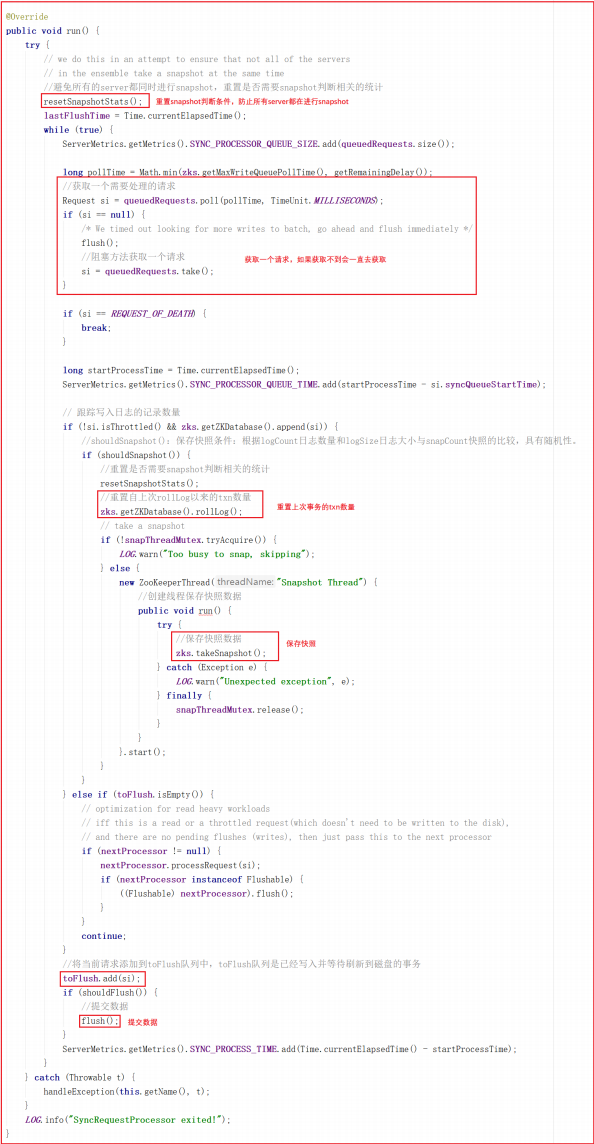 @Override
public void run() {
try {
// we do this in an attempt to ensure that not all of the servers
// in the ensemble take a snapshot at the same time
//避免所有的server都同时进行snapshot，重置是否需要snapshot判断相关的统计
resetSnapshotStats(); 重置snapshot判断条件，防止所有server都在进行snapshot
lastFlushTime = Time.currentElapsedTime();
while (true) {
ServerMetrics.getMetrics().SYNC_PROCESSOR_QUEUE_SIZE.add(queuedRequests.size());
long pollTime = Math.min(zks.getMaxWriteQueuePollTime(), getRemainingDelay());
//获取一个需要处理的请求
Request si = queuedRequests.poll(pollTime, TimeUnit.MILLISECONDS);
if (si == null) {
/* We timed out looking for more writes to batch, go ahead and flush immediately */
flush();
//阻塞方法获取一个请求 获取一个请求，如果获取不到会一直去获取
si = queuedRequests.take();
}
if (si == REQUEST_OF_DEATH) {
break;
}
long startProcessTime = Time.currentElapsedTime();
ServerMetrics.getMetrics().SYNC_PROCESSOR_QUEUE_TIME.add(startProcessTime - si.syncQueueStartTime);
// 跟踪写入日志的记录数量
if (!si.isThrottled() && zks.getZKDatabase().append(si)) {
//shouldSnapshot()：保存快照条件：根据logCount日志数量和logSize日志大小与snapCount快照的比较，具有随机性。
if (shouldSnapshot()) {
//重置是否需要snapshot判断相关的统计
resetSnapshotStats();
//重置自上次rollLog以来的txn数量
zks.getZKDatabase().rollLog(); 重置上次事务的txn数量
// take a snapshot
if (!snapThreadMutex.tryAcquire()) {
LOG.warn("Too busy to snap, skipping");
} else {
new ZooKeeperThread( threadName: "Snapshot Thread") {
//创建线程保存快照数据
public void run() {
try {
//保存快照数据 保存快照
zks.takeSnapshot();
} catch (Exception e) {
LOG.warn("Unexpected exception", e);
} finally {
snapThreadMutex.release();
}
}
}.start();
}
}
} else if (toFlush.isEmpty()) {
// optimization for read heavy workloads
// iff this is a read or a throttled request(which doesn't need to be written to the disk),
// and there are no pending flushes (writes), then just pass this to the next processor
if (nextProcessor != null) {
nextProcessor.processRequest(si);
if (nextProcessor instanceof Flushable) {
((Flushable) nextProcessor).flush();
}
}
continue;
}
//将当前请求添加到toFlush队列中，toFlush队列是已经写入并等待刷新到磁盘的事务
toFlush.add(si);
if (shouldFlush()) {
//提交数据
flush(); 提交数据
}
ServerMetrics.getMetrics().SYNC_PROCESS_TIME.add(Time.currentElapsedTime() - startProcessTime);
}
} catch (Throwable t) {
handleException(this.getName(), t);
}
LOG.info("SyncRequestProcessor exited!");
}